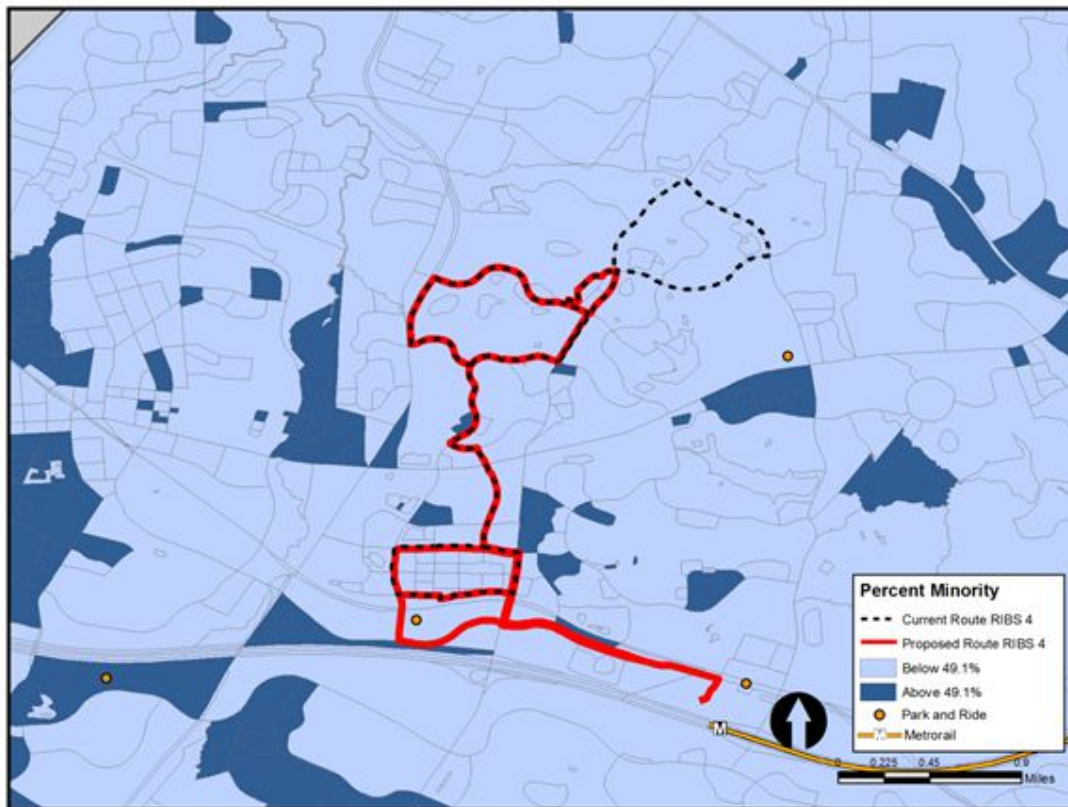 Percent Minority
Current Route RIBS 4
Proposed Route RIBS 4
Below 49.1%
Above 49.1%
Park and Ride
M Metrorail
M
0 0.225 0.45 0.9
Miles